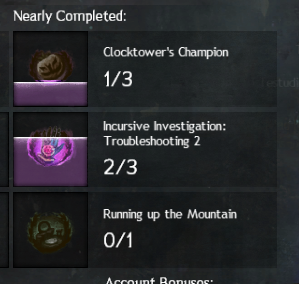 Nearly Completed:
Clocktower's Champion
1/3
Incursive Investigation:
Troubleshooting 2
2/3
Running up the Mountain
0/1
Account Bonuses: